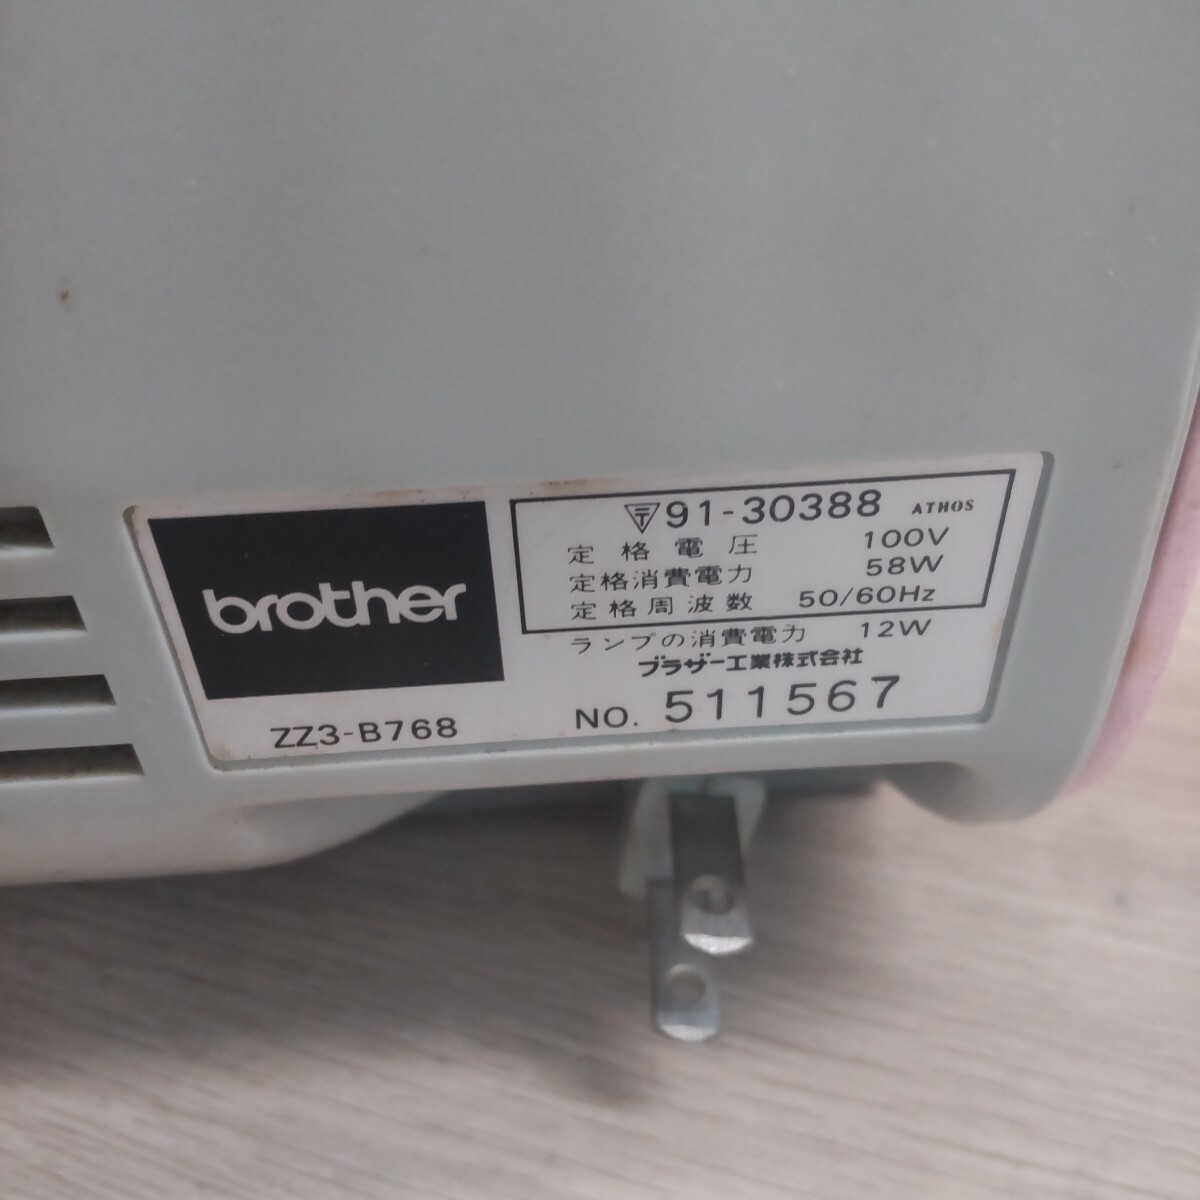 brother
ZZ3-B768
〒91-30388 ATHOS
定格電圧 100V
定格消費電力 58W
定格周波数 50/60Hz
ランプの消費電力 12W
ブラザー工業株式会社
NO. 511567